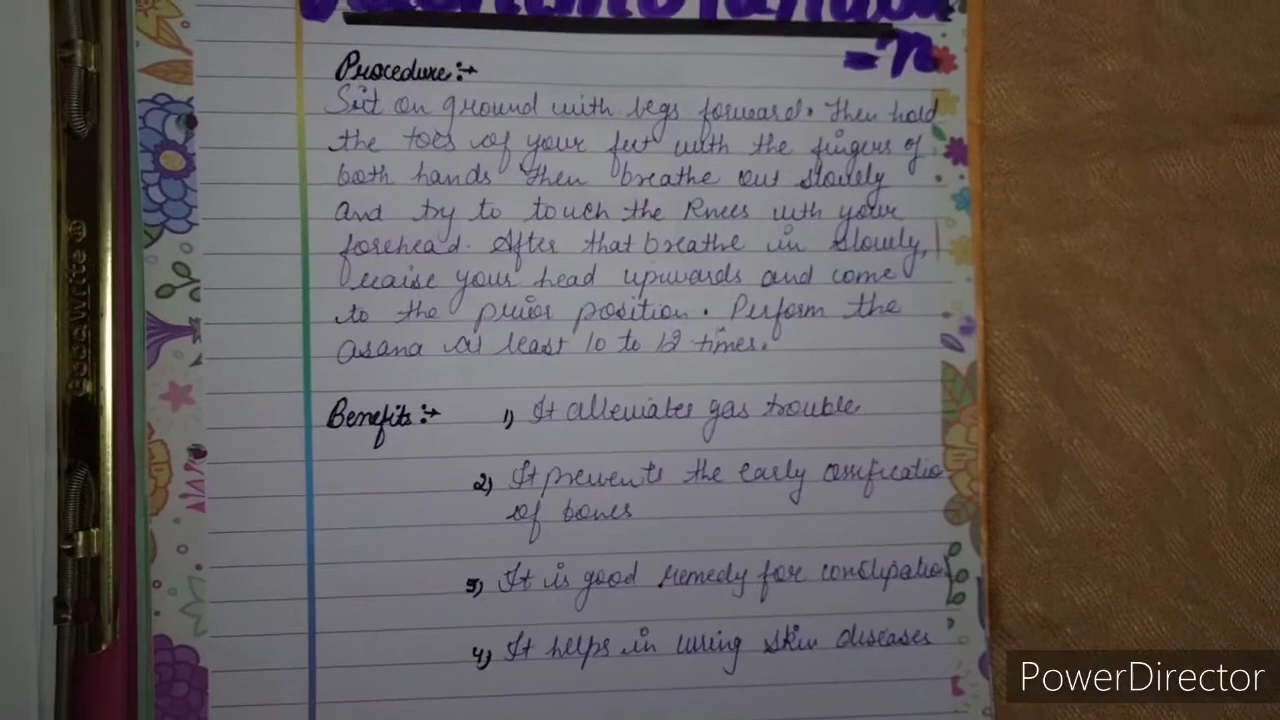 -n
Procedure:→
Sit on ground with legs forward. Then hold
the toes of your feet with the fingers of
both hands Then breathe out slowly
and try to touch the knees with your
forehead. After that breathe in slowly,
raise your head upwards and come
to the prior position. Perform the
asana at least 10 to 12 times.
Benefits:→ 1) It alleviates gas trouble
2) It prevents the early ossificatio
of bones
3) It is good remedy for constipation
4) It helps in curing skin diseases
GoodWrite ®
PowerDirector